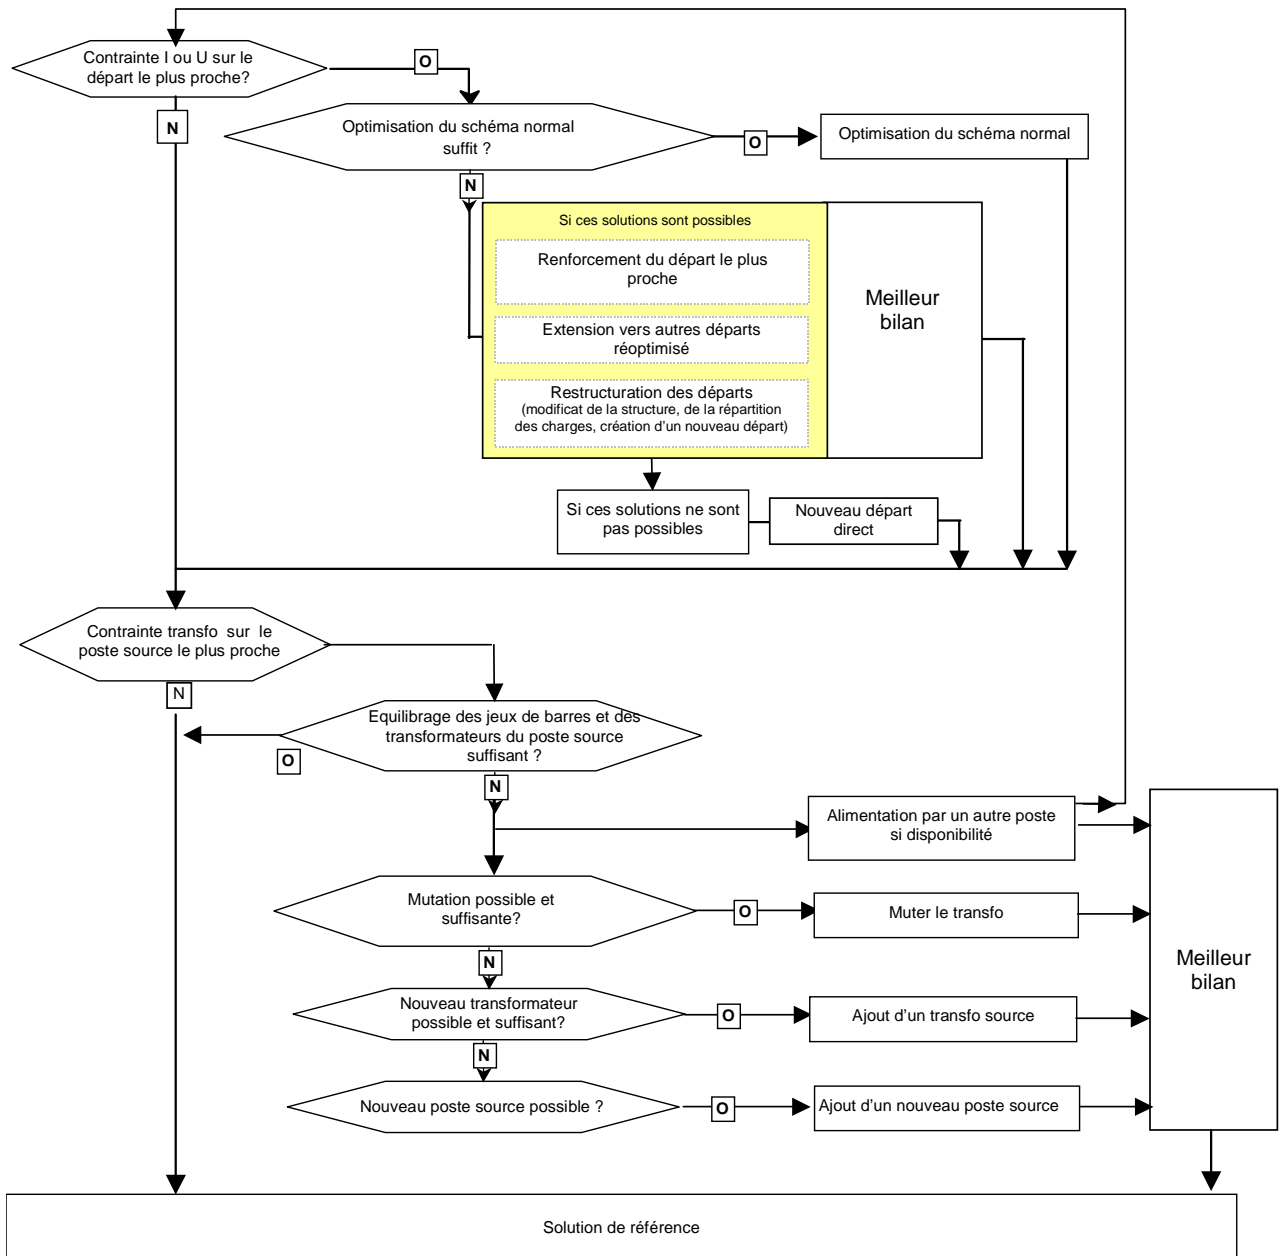 Contrainte I ou U sur le
départ le plus proche?
O
N
Optimisation du schéma normal
suffit ?
O
Optimisation du schéma normal
N
Si ces solutions sont possibles
Renforcement du départ le plus
proche
Extension vers autres départs
réoptimisé
Restructuration des départs
(modificat de la structure, de la répartition
des charges, création d'un nouveau départ)
Meilleur
bilan
Si ces solutions ne sont
pas possibles
Nouveau départ
direct
Contrainte transfo sur le
poste source le plus proche
N
Equilibrage des jeux de barres et des
transformateurs du poste source
suffisant ?
O
N
Alimentation par un autre poste
si disponibilité
Mutation possible et
suffisante?
O
Muter le transfo
N
Nouveau transformateur
possible et suffisant?
O
Ajout d'un transfo source
N
Nouveau poste source possible ?
O
Ajout d'un nouveau poste source
Meilleur
bilan
Solution de référence